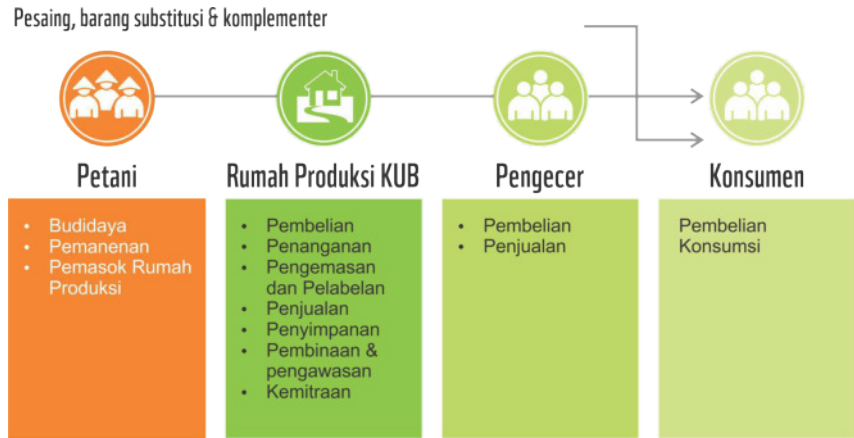 Pesaing, barang substitusi & komplementer
Petani
• Budidaya
• Pemanenan
• Pemasok Rumah
Produksi
Rumah Produksi KUB
• Pembelian
• Penanganan
• Pengemasan
dan Pelabelan
• Penjualan
• Penyimpanan
• Pembinaan &
pengawasan
• Kemitraan
Pengecer
• Pembelian
• Penjualan
Konsumen
Pembelian
Konsumsi